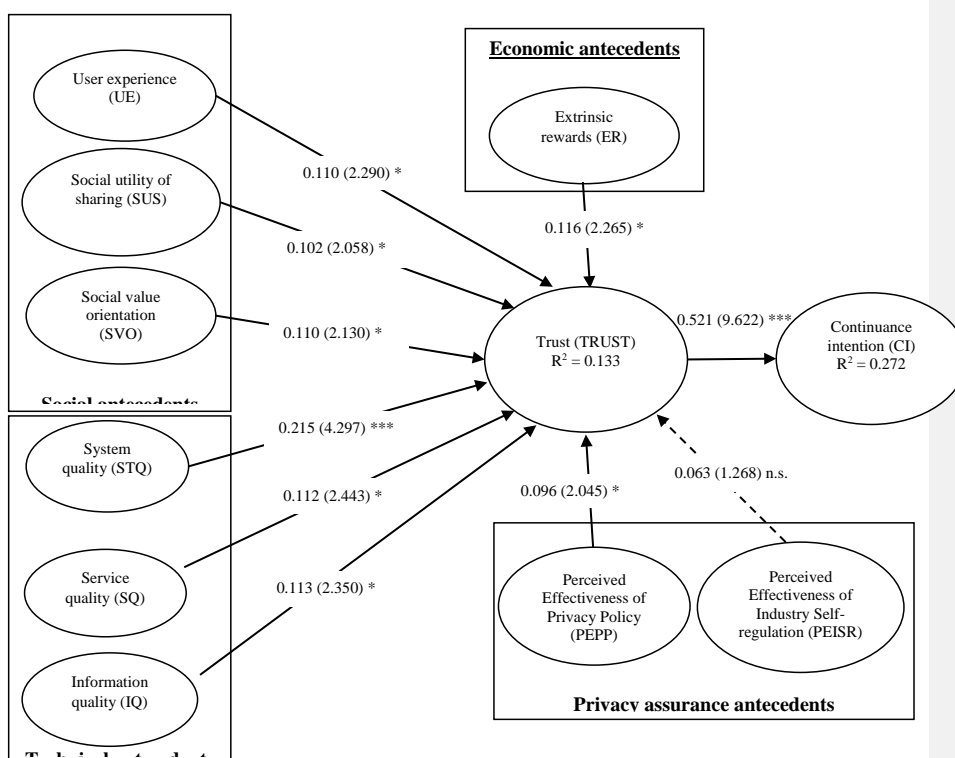 User experience
(UE)
Social utility of
sharing (SUS)
Social value
orientation
(SVO)
Social antecedents
System
quality (STQ)
Service
quality (SQ)
Information
quality (IQ)
0.110 (2.290) *
0.102 (2.058) *
0.110 (2.130) *
0.215 (4.297) ***
0.112 (2.443) *
0.113 (2.350) *
Economic antecedents
Extrinsic
rewards (ER)
0.116 (2.265) *
Trust (TRUST)
R² = 0.133
0.521 (9.622) ***
Continuance
intention (CI)
R² = 0.272
0.096 (2.045) *
0.063 (1.268) n.s.
Perceived
Effectiveness of
Privacy Policy
(PEPP)
Perceived
Effectiveness of
Industry Self-
regulation (PEISR)
Privacy assurance antecedents